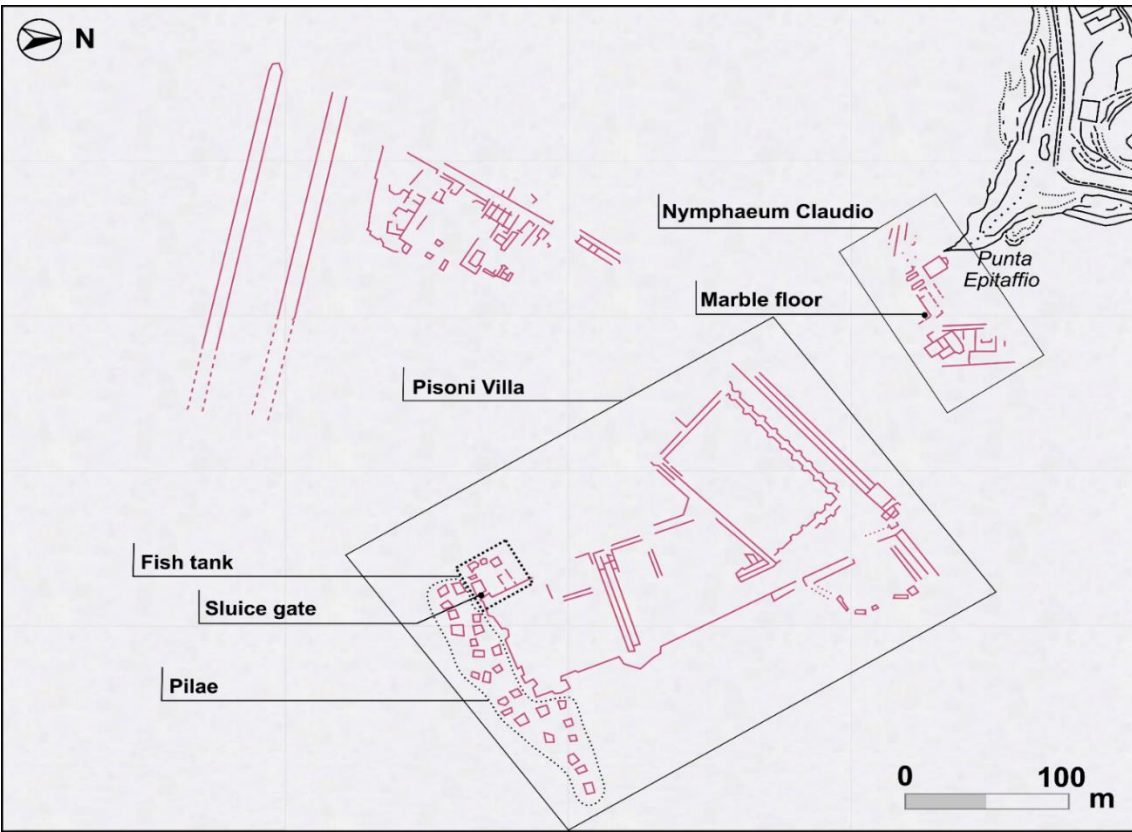 N
Nymphaeum Claudio
Punta
Epitaffio
Marble floor
Pisoni Villa
Fish tank
Sluice gate
Pilae
0 100
m